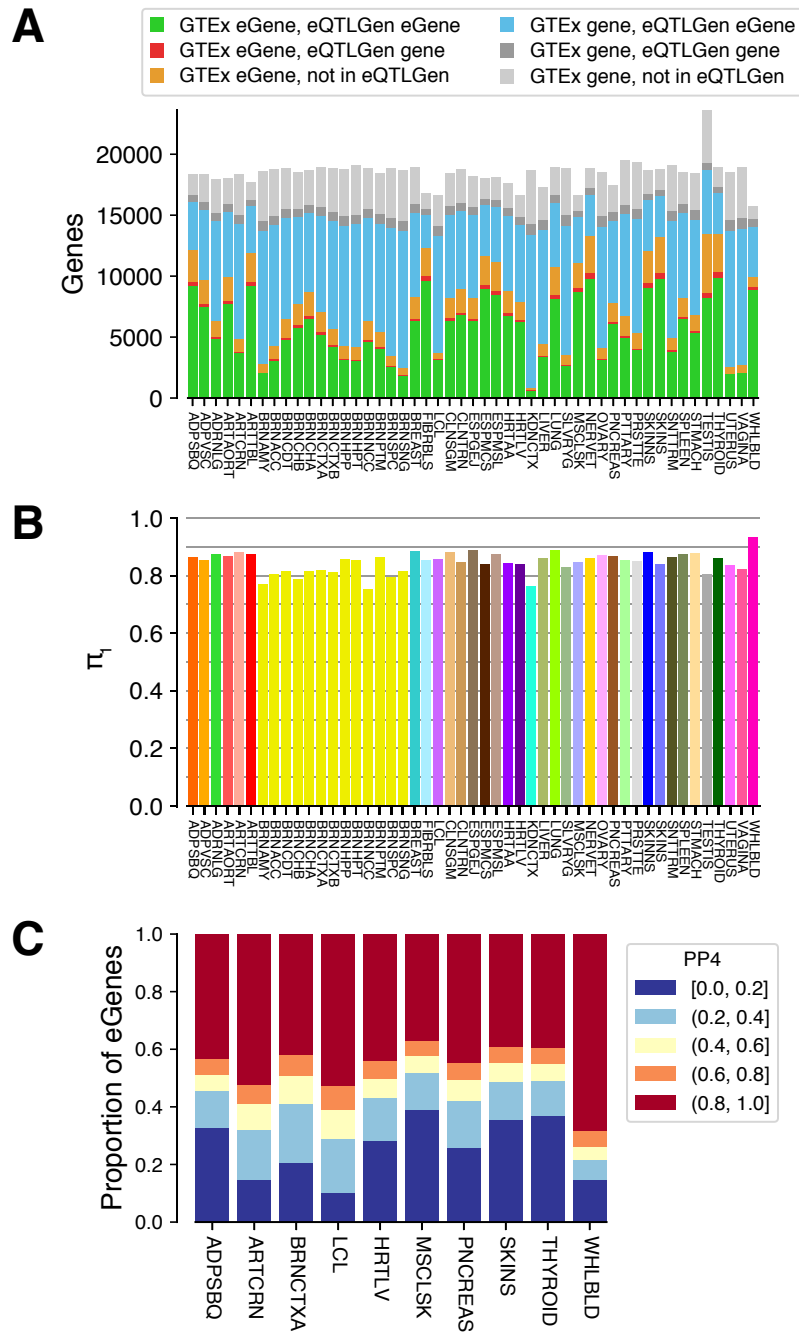 A
GTEx eGene, eQTLGen eGene
GTEx eGene, eQTLGen gene
GTEx eGene, not in eQTLGen
GTEx gene, eQTLGen eGene
GTEx gene, eQTLGen gene
GTEx gene, not in eQTLGen
Genes
20000
15000
10000
5000
0
ADPSBQ
ADPVSC
ADRNLG
ARTAORT
ARTCRN
ARTTBL
BRNAMY
BRNACC
BRNCDT
BRNCHB
BRNCHA
BRNCTXA
BRNCTXB
BRNHPP
BRNHPT
BRNNCC
BRNPTM
BRNSPC
BRNSNG
BREAST
FIBRBLS
LCL
CLNSGM
CLNTRN
ESPGEJ
ESPMCS
ESPMSL
HRTAA
HRTLV
KDNCTX
LIVER
LUNG
SLVRYG
MSCLSK
NERVET
OVARY
PNCREAS
PTTARY
PRSTTE
SKINNS
SKINS
SNTTRM
SPLEEN
STMACH
TESTIS
THYROID
UTERUS
VAGINA
WHLBLD
B
π1
1.0
0.8
0.6
0.4
0.2
0.0
ADPSBQ
ADPVSC
ADRNLG
ARTAORT
ARTCRN
ARTTBL
BRNAMY
BRNACC
BRNCDT
BRNCHB
BRNCHA
BRNCTXA
BRNCTXB
BRNHPP
BRNHPT
BRNNCC
BRNPTM
BRNSPC
BRNSNG
BREAST
FIBRBLS
LCL
CLNSGM
CLNTRN
ESPGEJ
ESPMCS
ESPMSL
HRTAA
HRTLV
KDNCTX
LIVER
LUNG
SLVRYG
MSCLSK
NERVET
OVARY
PNCREAS
PTTARY
PRSTTE
SKINNS
SKINS
SNTTRM
SPLEEN
STMACH
TESTIS
THYROID
UTERUS
VAGINA
WHLBLD
C
Proportion of eGenes
1.0
0.8
0.6
0.4
0.2
0.0
ADPSBQ
ARTCRN
BRNCTXA
LCL
HRTLV
MSCLSK
PNCREAS
SKINS
THYROID
WHLBLD
PP4
[0.0, 0.2]
(0.2, 0.4]
(0.4, 0.6]
(0.6, 0.8]
(0.8, 1.0]